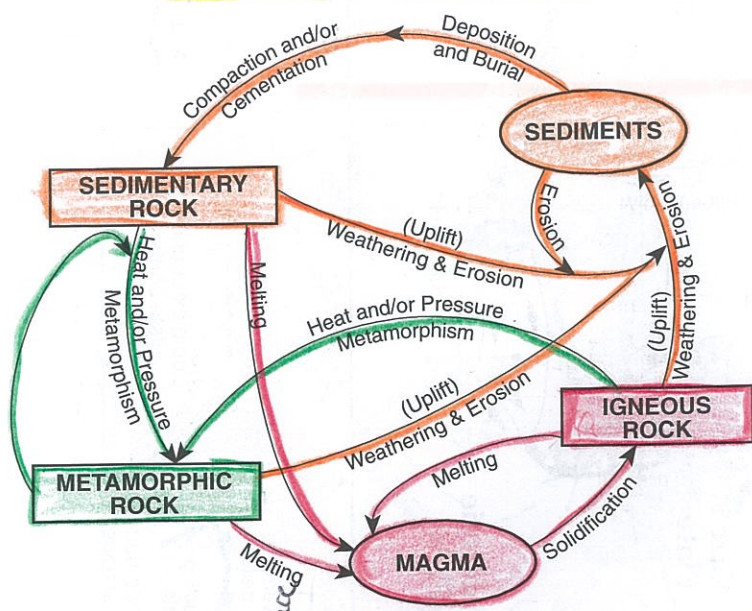 Deposition
and Burial
Compaction and/or
Cementation
SEDIMENTS
SEDIMENTARY
ROCK
Erosion
(Uplift)
Weathering & Erosion
(Uplift)
Weathering & Erosion
Heat and/or Pressure
Metamorphism
Melting
Heat and/or Pressure
Metamorphism
(Uplift)
Weathering & Erosion
IGNEOUS
ROCK
Melting
METAMORPHIC
ROCK
Solidification
Melting
MAGMA